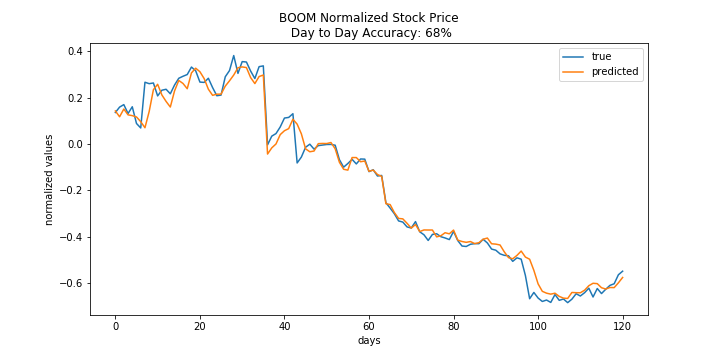 BOOM Normalized Stock Price
Day to Day Accuracy: 68%
true
predicted
normalized values
0.4
0.2
0.0
−0.2
−0.4
−0.6
0
20
40
60
80
100
120
days